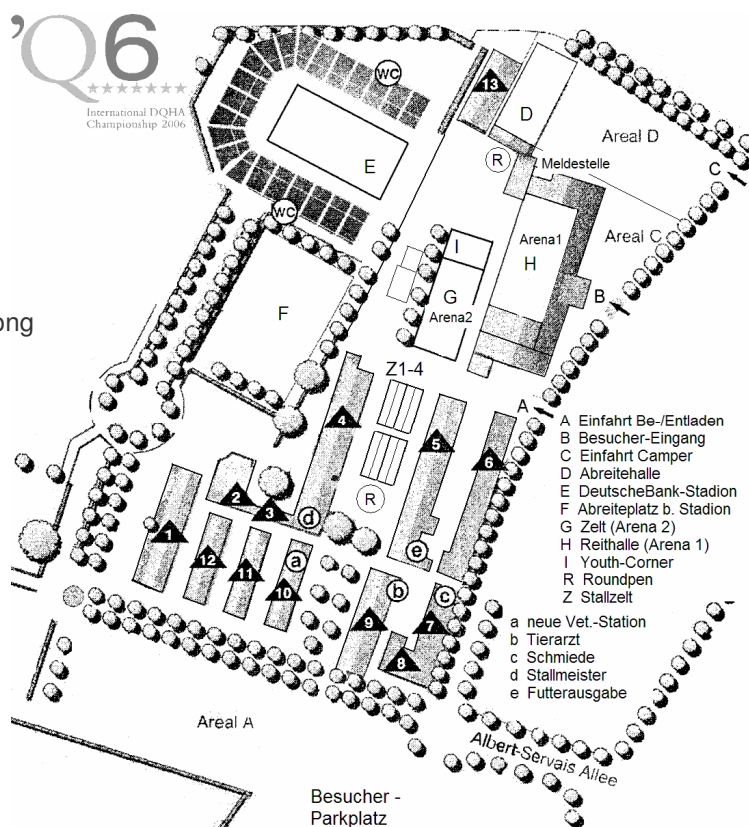 'Q6
International DQHA
Championship 2006
WC
13
D
Areal D
E
R
Meldestelle
C
WC
Arena1
Areal C
I
H
G
Arena2
B
F
ong
Z1-4
A
4
5
6
A Einfahrt Be-/Entladen
B Besucher-Eingang
C Einfahrt Camper
D Abreitehalle
E DeutscheBank-Stadion
F Abreiteplatz b. Stadion
G Zelt (Arena 2)
H Reithalle (Arena 1)
I Youth-Corner
R Roundpen
Z Stallzelt
2
3
R
d
1
12
11
a
10
e
b
c
9
7
8
a neue Vet.-Station
b Tierarzt
c Schmiede
d Stallmeister
e Futterausgabe
Areal A
Albert-Servais Allee
Besucher -
Parkplatz